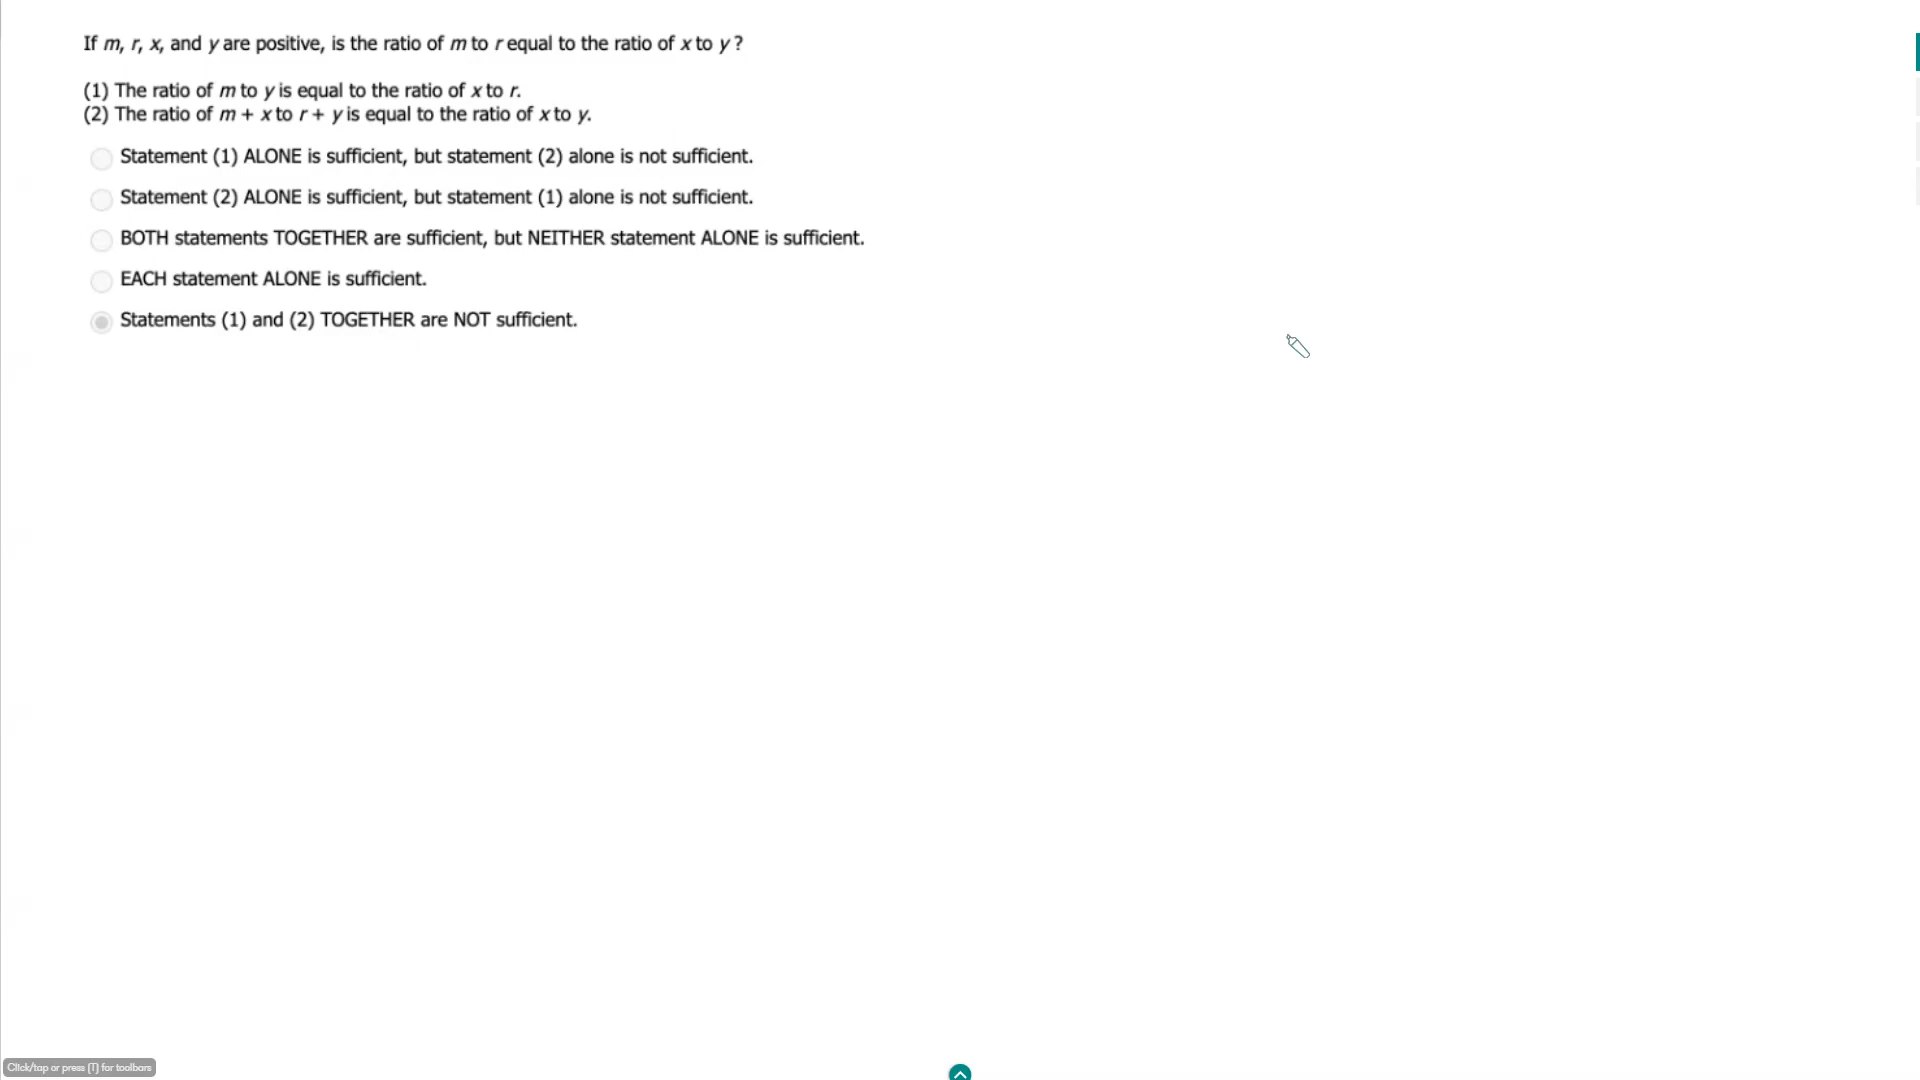 If m, r, x, and y are positive, is the ratio of m to r equal to the ratio of x to y?
(1) The ratio of m to y is equal to the ratio of x to r.
(2) The ratio of m + x to r + y is equal to the ratio of x to y.
Statement (1) ALONE is sufficient, but statement (2) alone is not sufficient.
Statement (2) ALONE is sufficient, but statement (1) alone is not sufficient.
BOTH statements TOGETHER are sufficient, but NEITHER statement ALONE is sufficient.
EACH statement ALONE is sufficient.
Statements (1) and (2) TOGETHER are NOT sufficient.
Click/tap or press [T] for toolbars